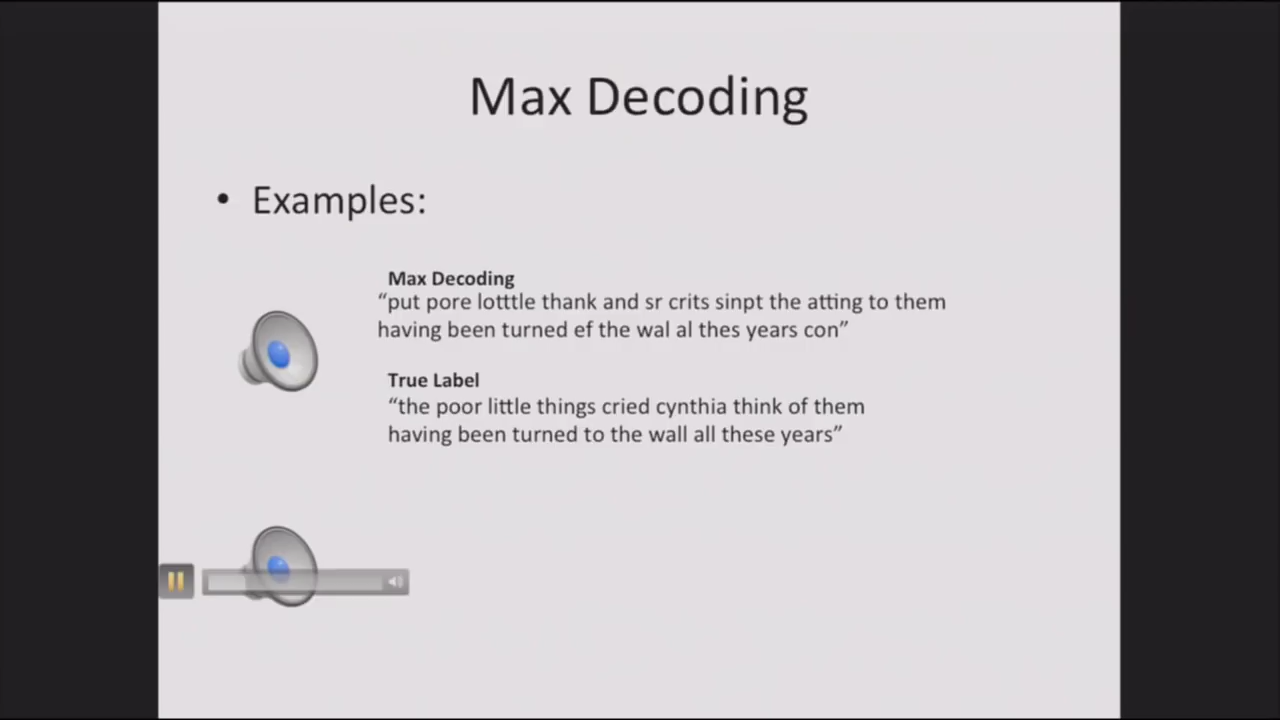 Max Decoding
• Examples:
Max Decoding
“put pore lotttle thank and sr crits sinpt the atting to them
having been turned ef the wal al thes years con”
True Label
“the poor little things cried cynthia think of them
having been turned to the wall all these years”